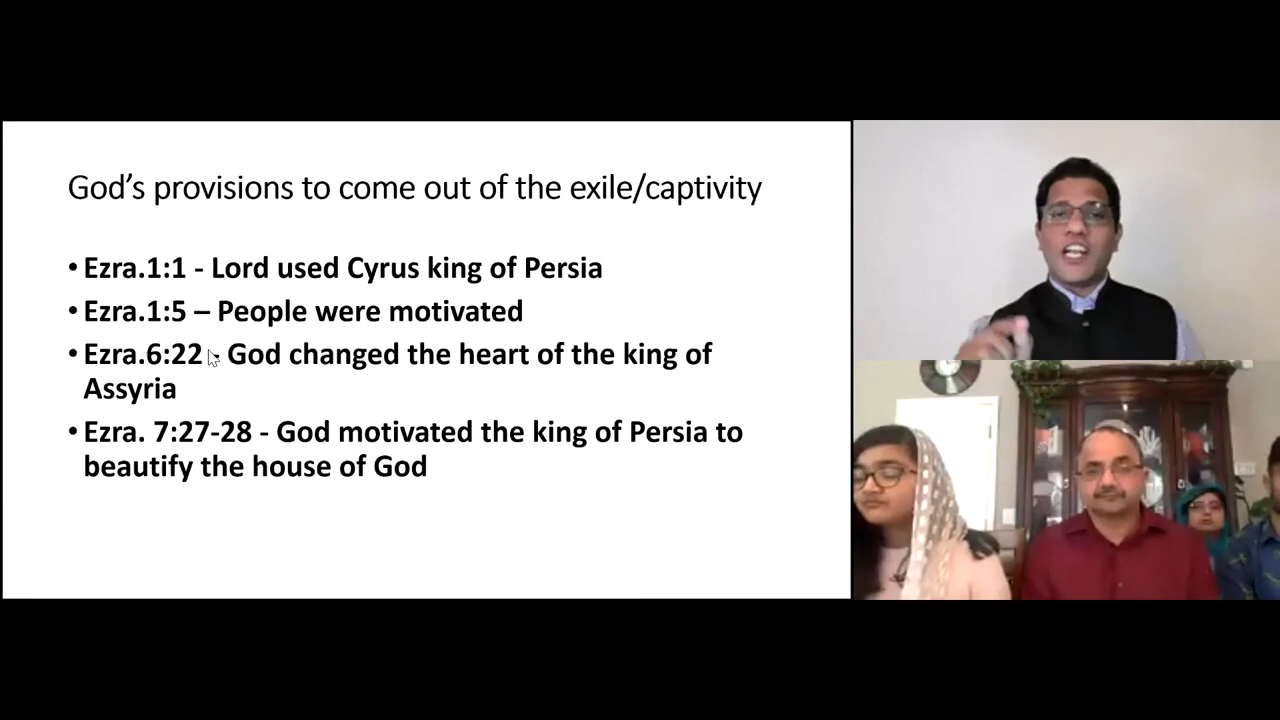 God’s provisions to come out of the exile/captivity
• Ezra.1:1 - Lord used Cyrus king of Persia
• Ezra.1:5 – People were motivated
• Ezra.6:22 - God changed the heart of the king of
Assyria
• Ezra. 7:27-28 - God motivated the king of Persia to
beautify the house of God